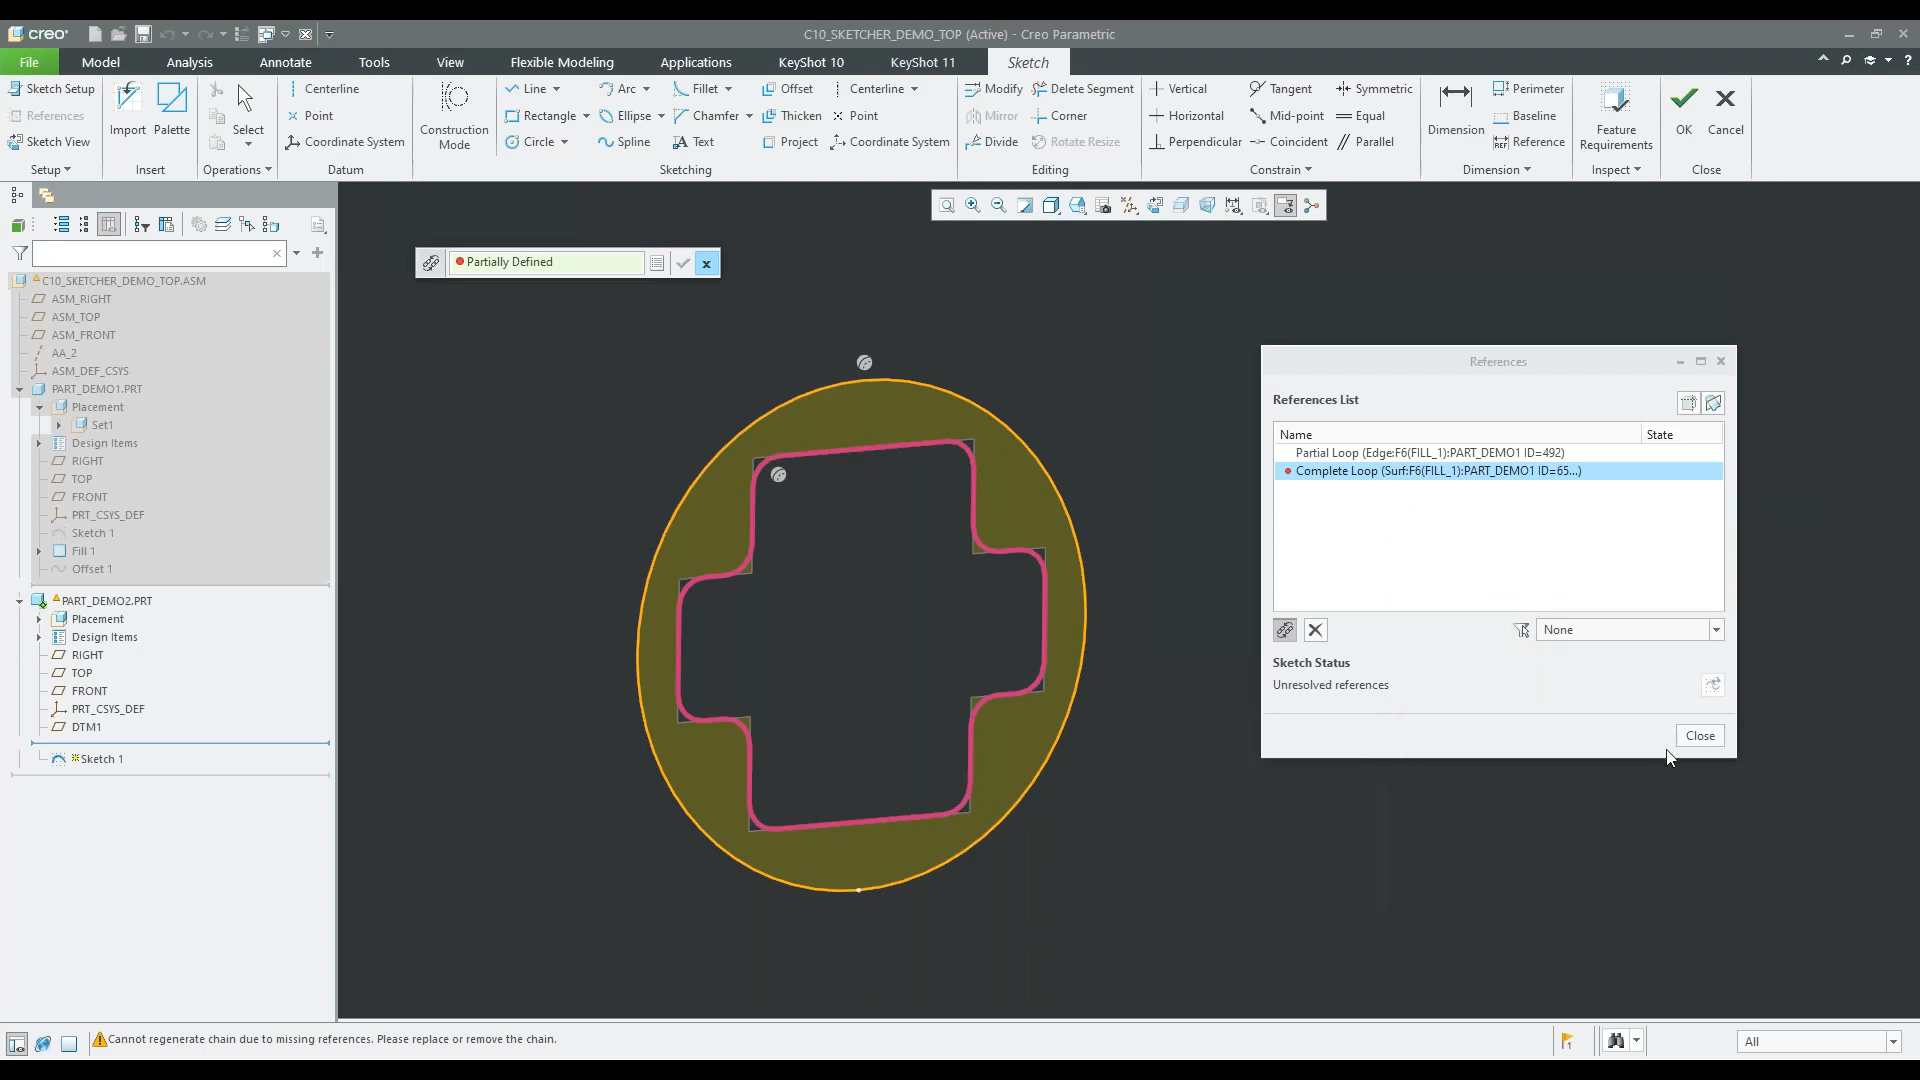 creo
C10_SKETCHER_DEMO_TOP (Active) - Creo Parametric
File Model Analysis Annotate Tools View Flexible Modeling Applications KeyShot 10 KeyShot 11 Sketch
Sketch Setup
References
Sketch View
Setup
Import Palette
Insert
Select
Operations
Centerline
Point
Coordinate System
Datum
Construction
Mode
Line Arc Fillet Offset Centerline
Rectangle Ellipse Chamfer Thicken Point
Circle Spline Text Project Coordinate System
Sketching
Modify Delete Segment
Mirror Corner
Divide Rotate Resize
Editing
Vertical Tangent Symmetric
Horizontal Mid-point Equal
Perpendicular Coincident Parallel
Constrain
Dimension
Perimeter
Baseline
Reference
Dimension
Feature
Requirements
Inspect
OK Cancel
Close
Partially Defined
C10_SKETCHER_DEMO_TOP.ASM
ASM_RIGHT
ASM_TOP
ASM_FRONT
AA_2
ASM_DEF_CSYS
PART_DEMO1.PRT
Placement
Set1
Design Items
RIGHT
TOP
FRONT
PRT_CSYS_DEF
Sketch 1
Fill 1
Offset 1
PART_DEMO2.PRT
Placement
Design Items
RIGHT
TOP
FRONT
PRT_CSYS_DEF
DTM1
Sketch 1
References
References List
Name State
Partial Loop (Edge:F6(FILL_1):PART_DEMO1 ID=492)
Complete Loop (Surf:F6(FILL_1):PART_DEMO1 ID=65...)
None
Sketch Status
Unresolved references
Close
Cannot regenerate chain due to missing references. Please replace or remove the chain.
1
All